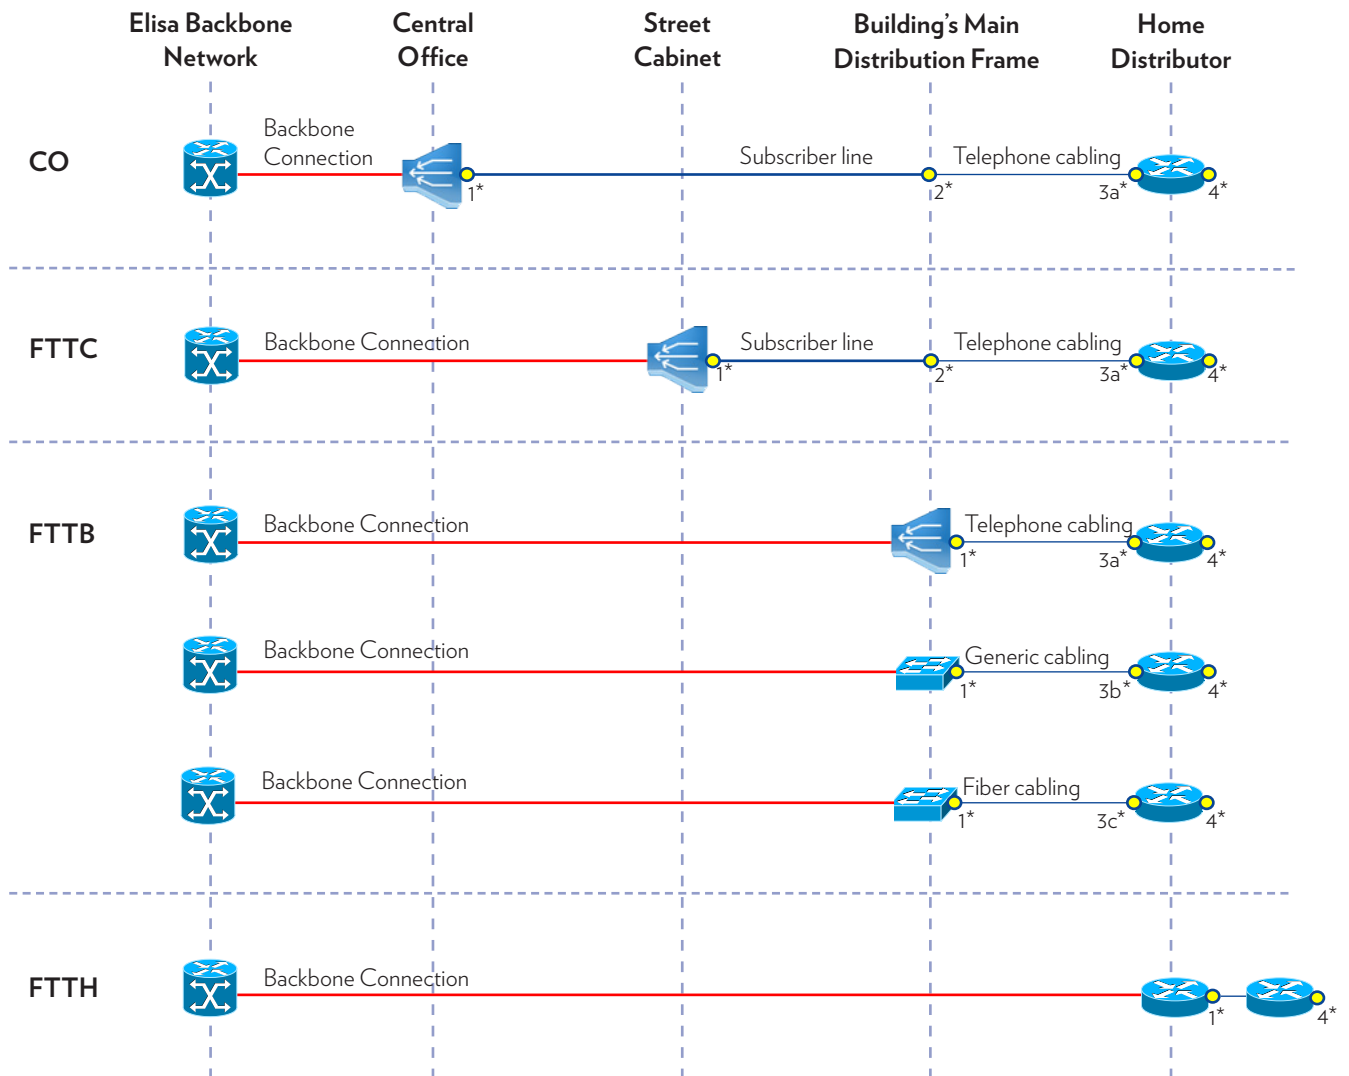 Elisa Backbone
Network
Central
Office
Street
Cabinet
Building's Main
Distribution Frame
Home
Distributor
CO
Backbone
Connection
Subscriber line
Telephone cabling
1*
2*
3a*
4*
FTTC
Backbone Connection
Subscriber line
Telephone cabling
1*
2*
3a*
4*
FTTB
Backbone Connection
Telephone cabling
1*
3a*
4*
Backbone Connection
Generic cabling
1*
3b*
4*
Backbone Connection
Fiber cabling
1*
3c*
4*
FTTH
Backbone Connection
1*
4*